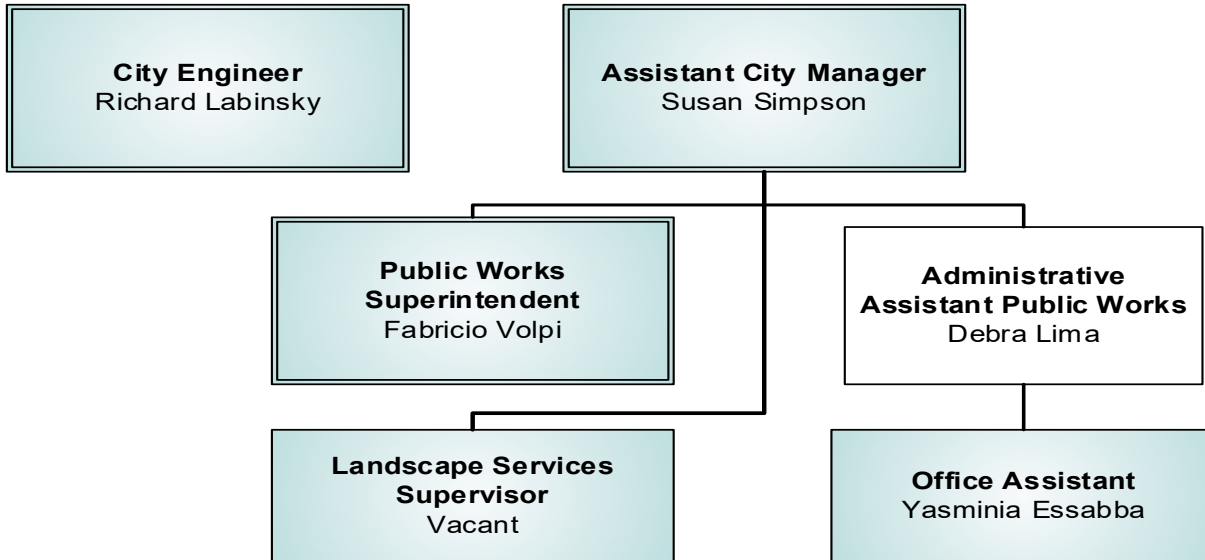 City Engineer
Richard Labinsky
Assistant City Manager
Susan Simpson
Public Works
Superintendent
Fabricio Volpi
Administrative
Assistant Public Works
Debra Lima
Landscape Services
Supervisor
Vacant
Office Assistant
Yasminia Essabba